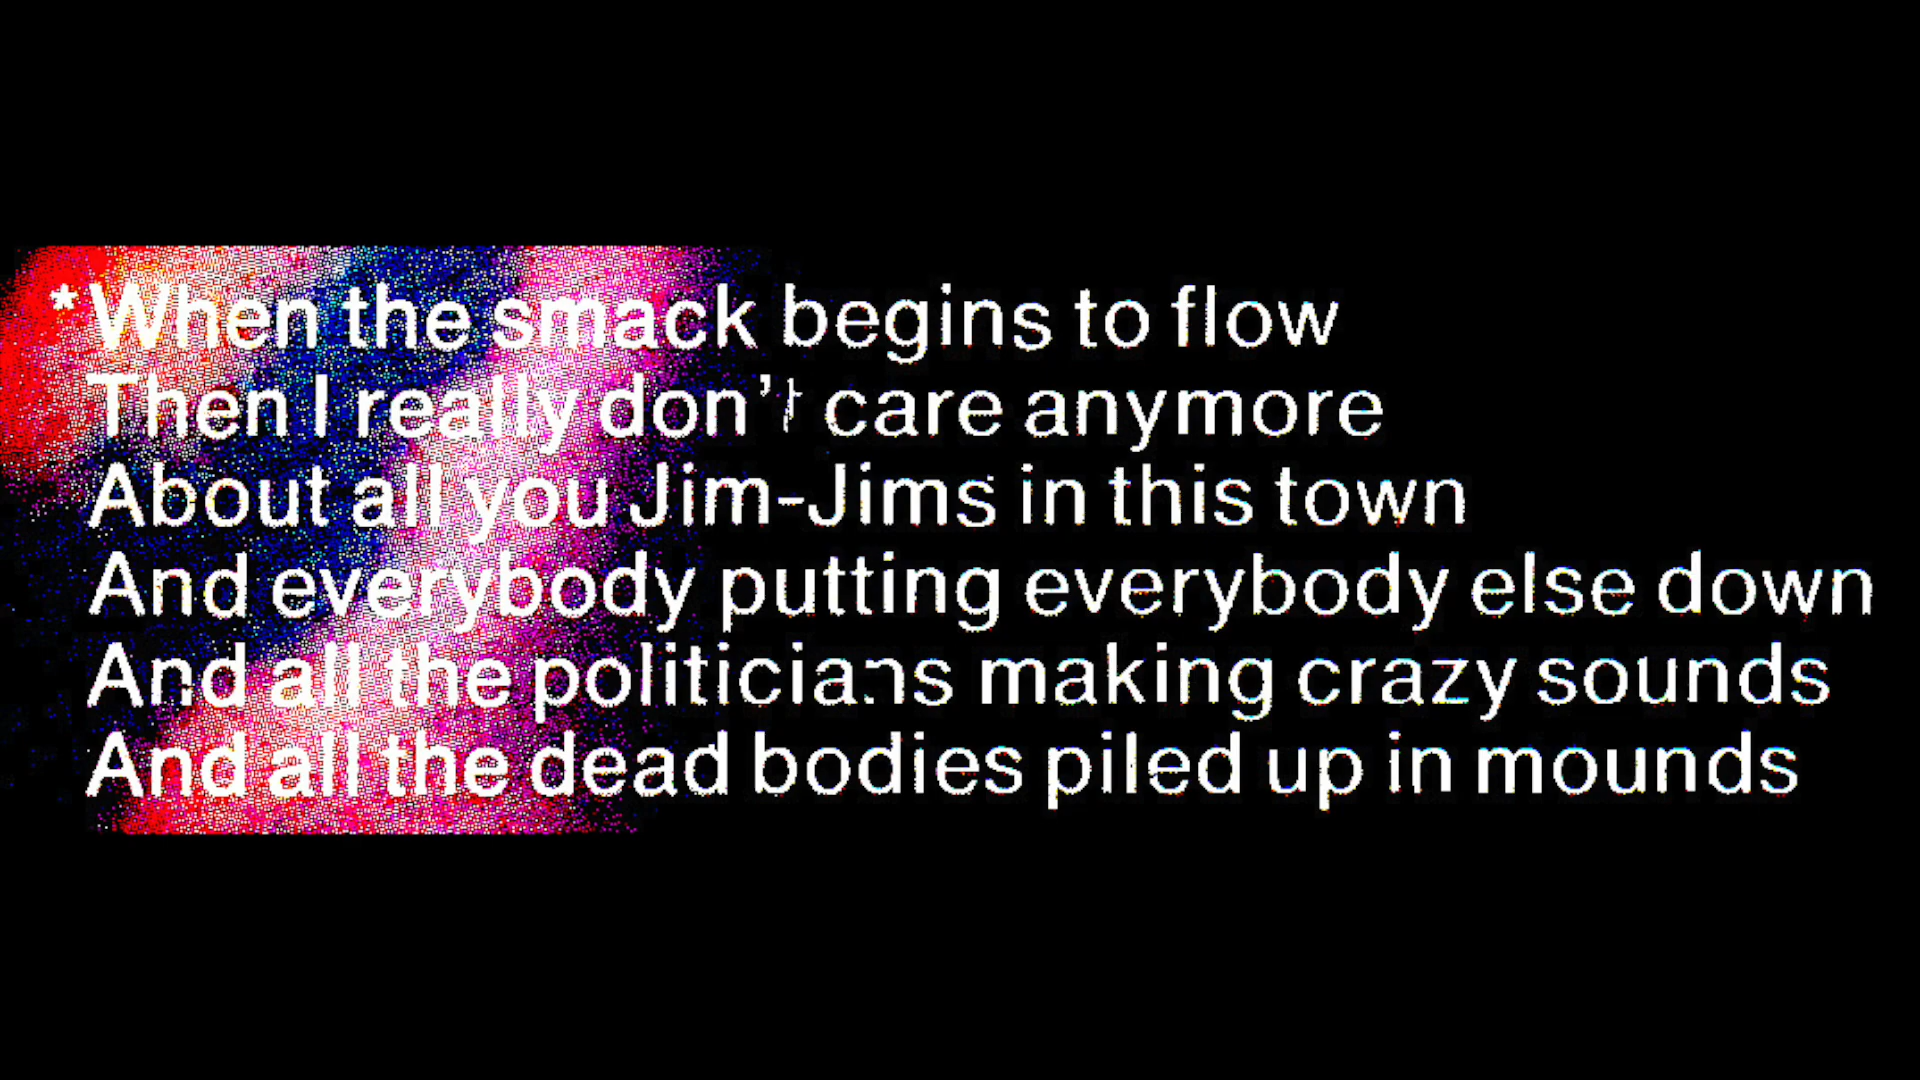 *When the smack begins to flow
Then I really don't care anymore
About all you Jim-Jims in this town
And everybody putting everybody else down
And all the politicians making crazy sounds
And all the dead bodies piled up in mounds